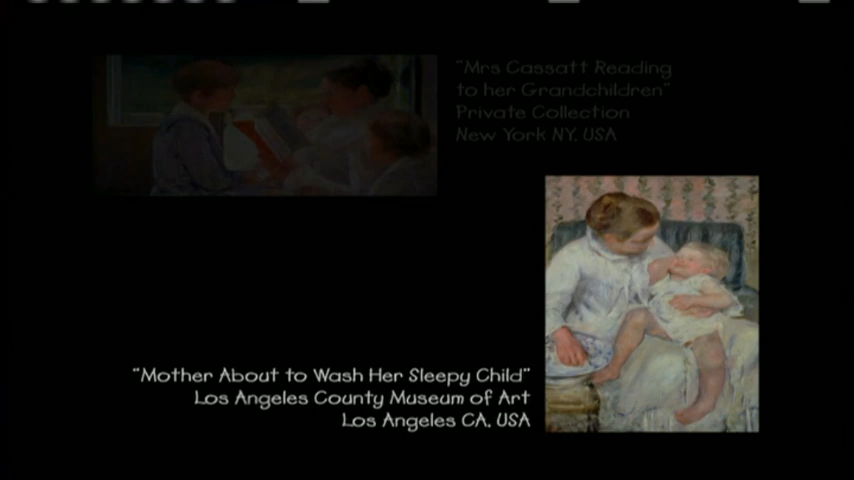 "Mrs Cassatt Reading
to her Grandchildren"
Private Collection
New York NY, USA
"Mother About to Wash Her Sleepy Child"
Los Angeles County Museum of Art
Los Angeles CA, USA